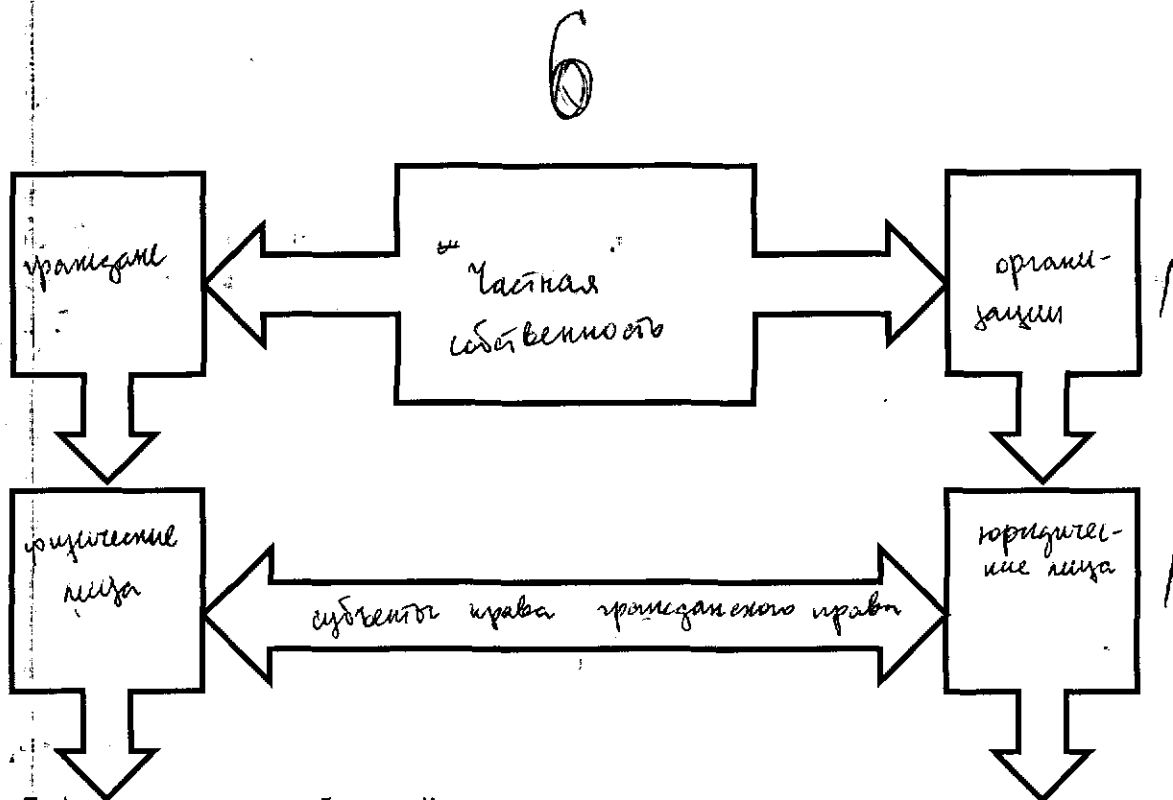 6
граждане
"Частная
собственность
органи-
зации
физические
лица
субъекты права гражданского права
юридичес-
кие лица